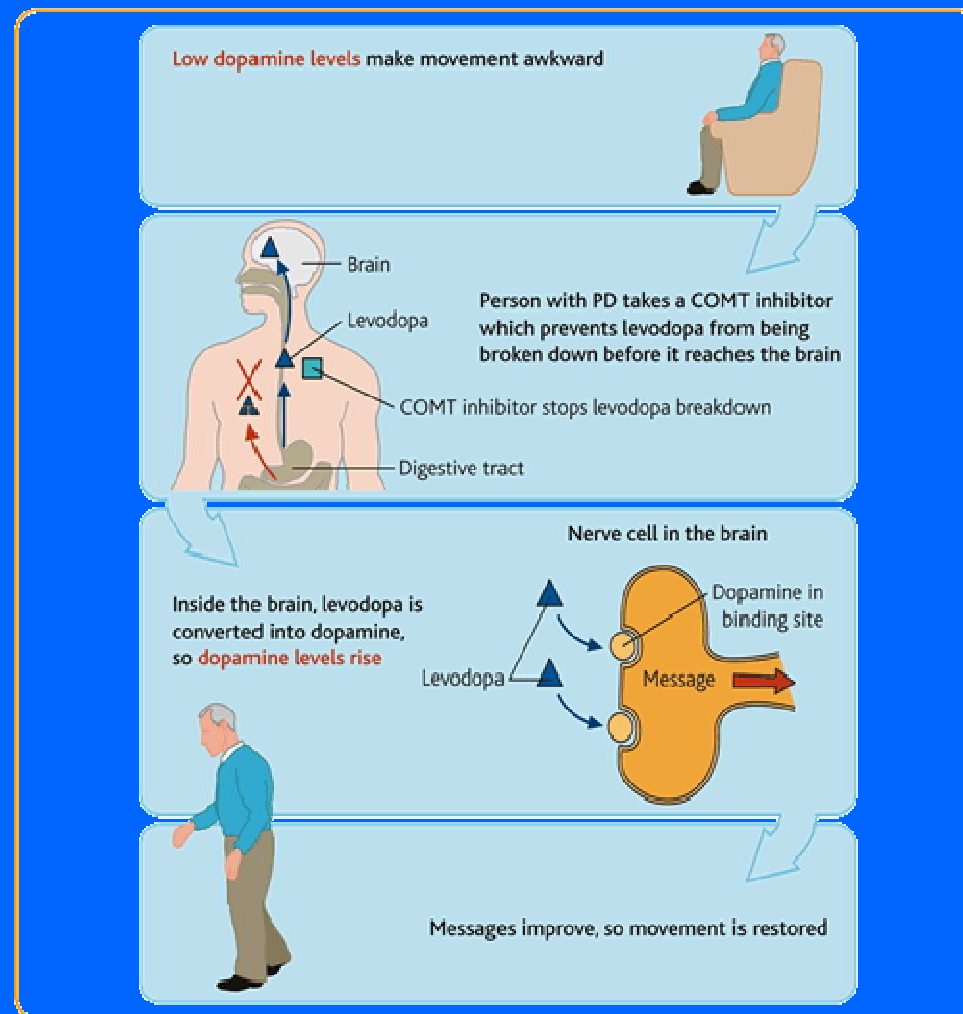 Low dopamine levels make movement awkward
Brain
Levodopa
Person with PD takes a COMT inhibitor
which prevents levodopa from being
broken down before it reaches the brain
COMT inhibitor stops levodopa breakdown
Digestive tract
Nerve cell in the brain
Inside the brain, levodopa is
converted into dopamine,
so dopamine levels rise
Dopamine in
binding site
Levodopa
Message
Messages improve, so movement is restored